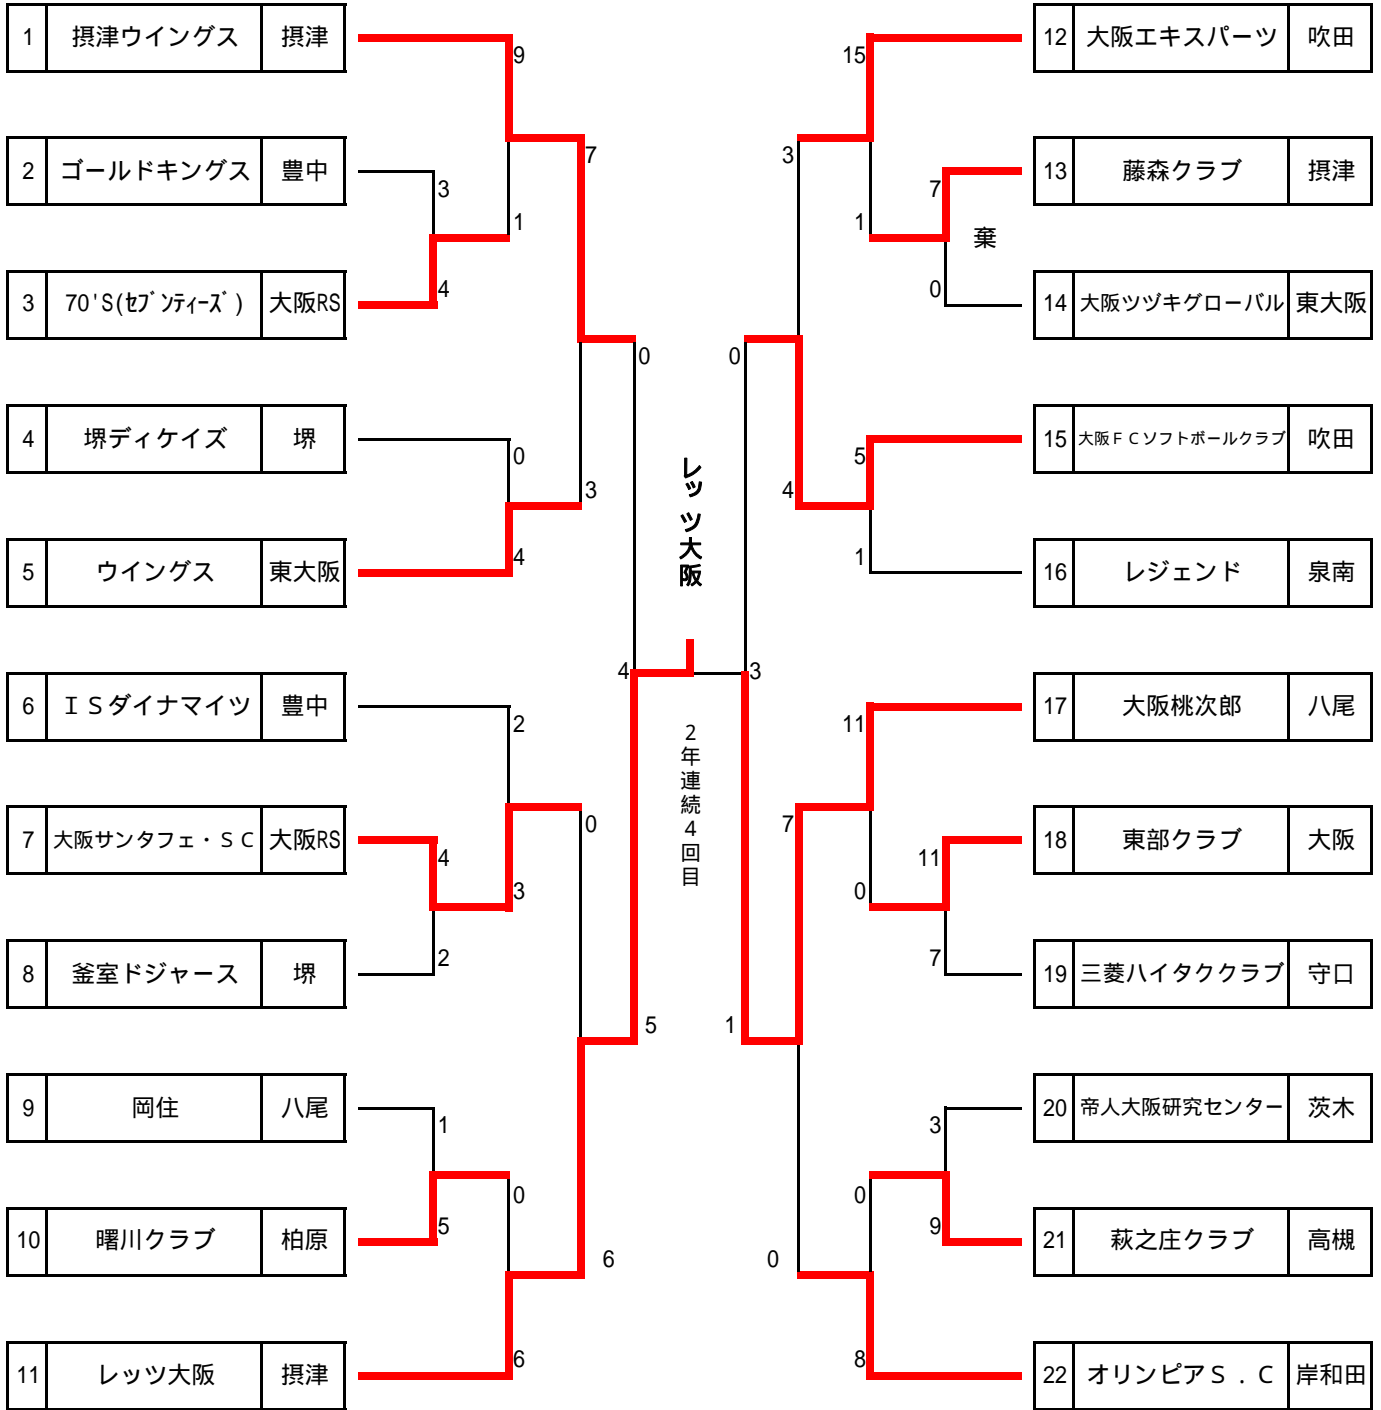 1 摂津ウイングス 摂津
2 ゴールドキングス 豊中
3 70'S(ｾﾌﾞﾝﾃｨｰｽﾞ) 大阪RS
4 堺ディケイズ 堺
5 ウイングス 東大阪
6 ＩＳダイナマイツ 豊中
7 大阪サンタフェ・ＳＣ 大阪RS
8 釜室ドジャース 堺
9 岡住 八尾
10 曙川クラブ 柏原
11 レッツ大阪 摂津
9
7
3
1
4
0
0
3
4
2
4
0
3
2
5
1
0
5
6
6
レッツ大阪
4
3
2年連続4回目
15
3
7
1
棄
0
0
5
4
1
11
7
11
0
7
1
3
0
9
0
8
12 大阪エキスパーツ 吹田
13 藤森クラブ 摂津
14 大阪ツヅキグローバル 東大阪
15 大阪ＦＣソフトボールクラブ 吹田
16 レジェンド 泉南
17 大阪桃次郎 八尾
18 東部クラブ 大阪
19 三菱ハイタククラブ 守口
20 帝人大阪研究センター 茨木
21 萩之庄クラブ 高槻
22 オリンピアＳ．Ｃ 岸和田